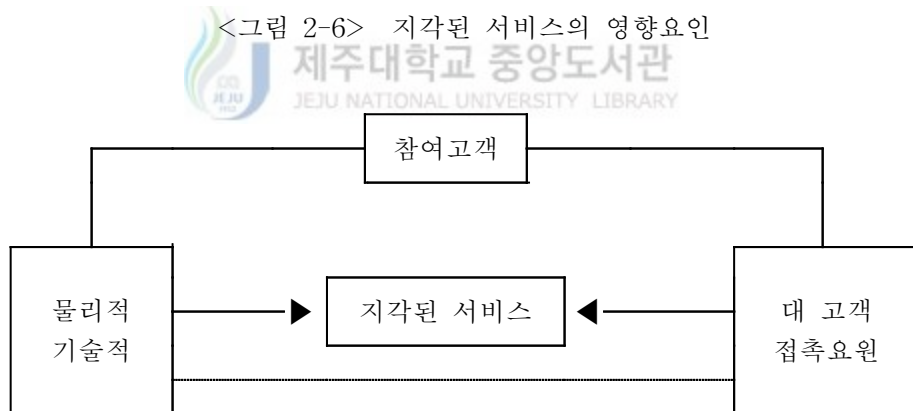 <그림 2-6> 지각된 서비스의 영향요인
제주대학교 중앙도서관
JEJU NATIONAL UNIVERSITY LIBRARY
JEJU
1952
참여고객
물리적
기술적
지각된 서비스
대 고객
접촉요원